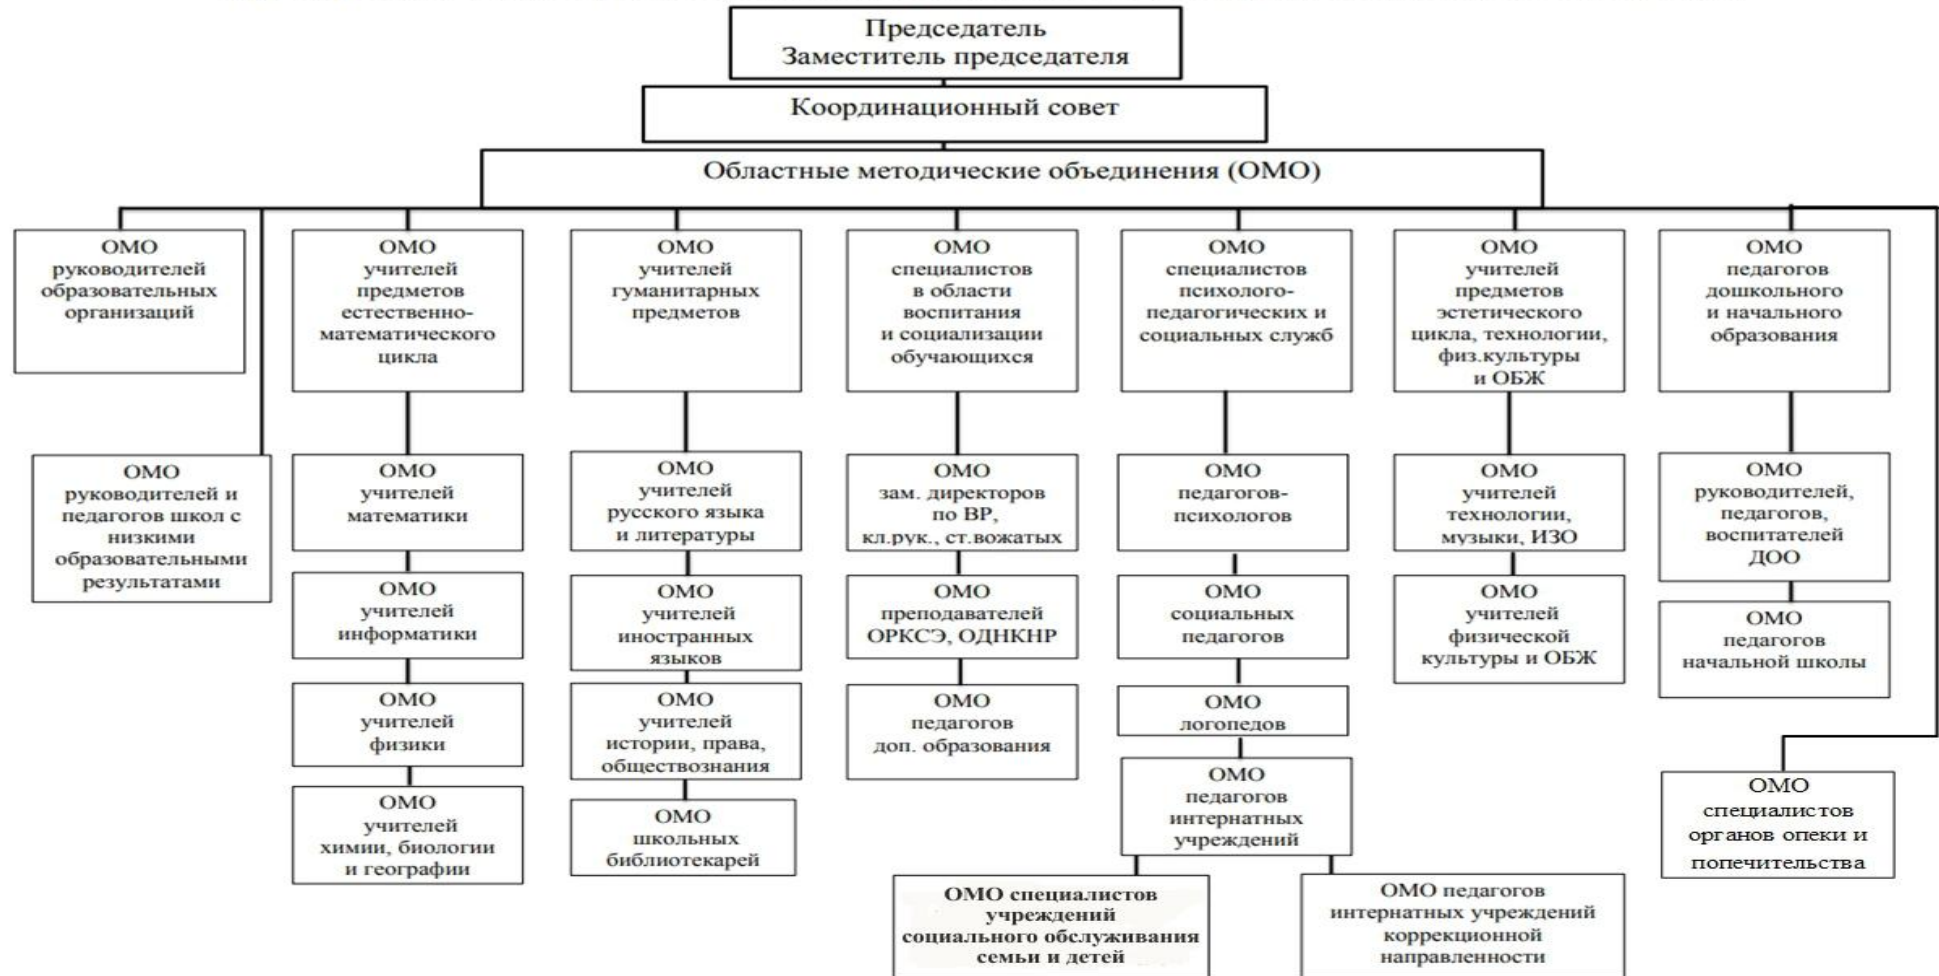 Председатель
Заместитель председателя
Координационный совет
Областные методические объединения (ОМО)
ОМО
руководителей
образовательных
организаций
ОМО
учителей
предметов
естественно-
математического
цикла
ОМО
учителей
гуманитарных
предметов
ОМО
специалистов
в области
воспитания
и социализации
обучающихся
ОМО
специалистов
психолого-
педагогических и
социальных служб
ОМО
учителей
предметов
эстетического
цикла, технологии,
физ.культуры
и ОБЖ
ОМО
педагогов
дошкольного
и начального
образования
ОМО
руководителей и
педагогов школ с
низкими
образовательными
результатами
ОМО
учителей
математики
ОМО
учителей
русского языка
и литературы
ОМО
зам. директоров
по ВР,
кл.рук., ст.вожатых
ОМО
педагогов-
психологов
ОМО
учителей
технологии,
музыки, ИЗО
ОМО
руководителей,
педагогов,
воспитателей
ДОО
ОМО
учителей
информатики
ОМО
учителей
иностранных
языков
ОМО
преподавателей
ОРКСЭ, ОДНКНР
ОМО
социальных
педагогов
ОМО
учителей
физической
культуры и ОБЖ
ОМО
педагогов
начальной школы
ОМО
учителей
физики
ОМО
учителей
истории, права,
обществознания
ОМО
педагогов
доп. образования
ОМО
логопедов
ОМО
учителей
химии, биологии
и географии
ОМО
школьных
библиотекарей
ОМО
педагогов
интернатных
учреждений
ОМО
специалистов
органов опеки и
попечительства
ОМО специалистов
учреждений
социального обслуживания
семьи и детей
ОМО педагогов
интернатных учреждений
коррекционной
направленности